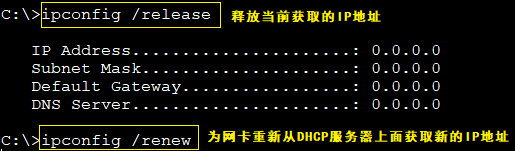 C:\>ipconfig /release 释放当前获取的IP地址
IP Address......................: 0.0.0.0
Subnet Mask.....................: 0.0.0.0
Default Gateway.................: 0.0.0.0
DNS Server......................: 0.0.0.0
C:\>ipconfig /renew 为网卡重新从DHCP服务器上面获取新的IP地址